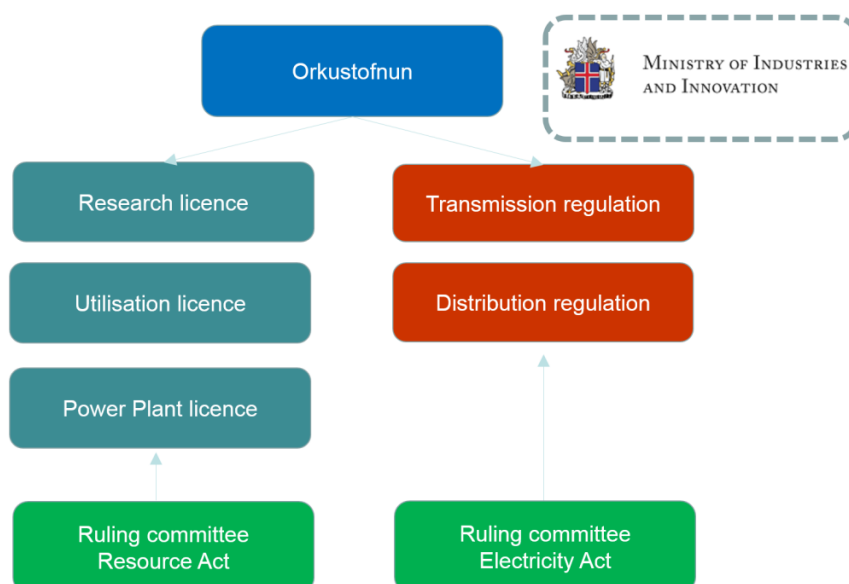 Orkustofnun
MINISTRY OF INDUSTRIES
AND INNOVATION
Research licence
Transmission regulation
Utilisation licence
Distribution regulation
Power Plant licence
Ruling committee
Resource Act
Ruling committee
Electricity Act